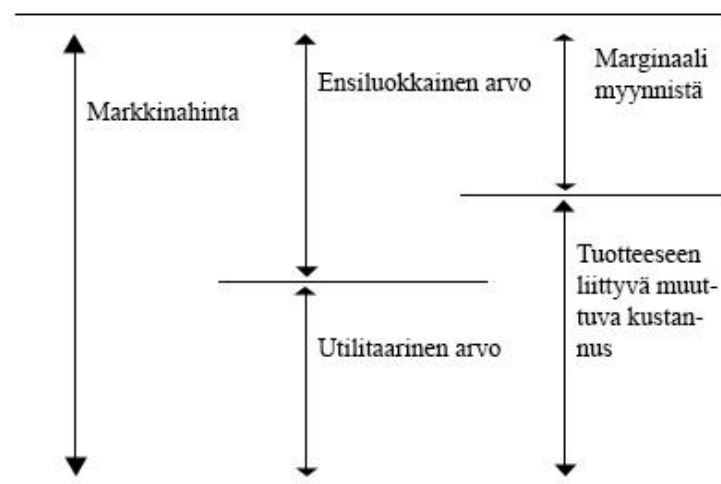 Markkinahinta
Ensiluokkainen arvo
Utilitaarinen arvo
Marginaali
myynnistä
Tuotteeseen
liittyvä muut-
tuva kustan-
nus